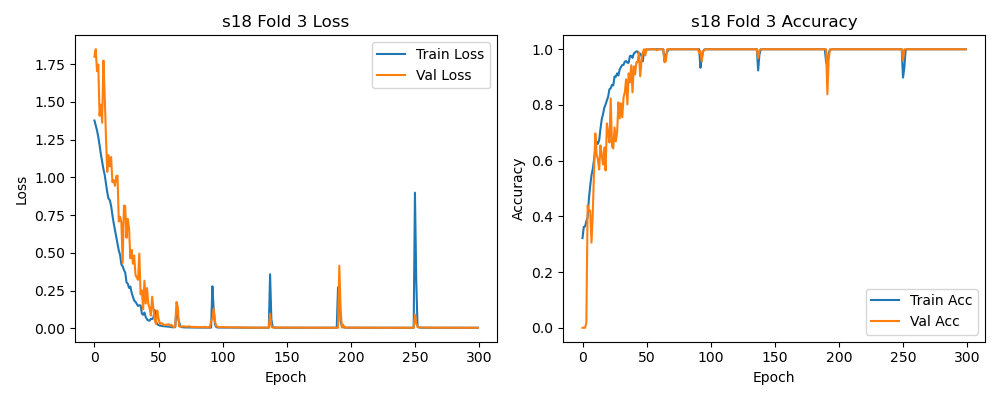 s18 Fold 3 Loss
Train Loss
Val Loss
1.75
1.50
1.25
1.00
0.75
0.50
0.25
0.00
Loss
0 50 100 150 200 250 300
Epoch
s18 Fold 3 Accuracy
1.0
0.8
0.6
0.4
0.2
0.0
Accuracy
Train Acc
Val Acc
0 50 100 150 200 250 300
Epoch